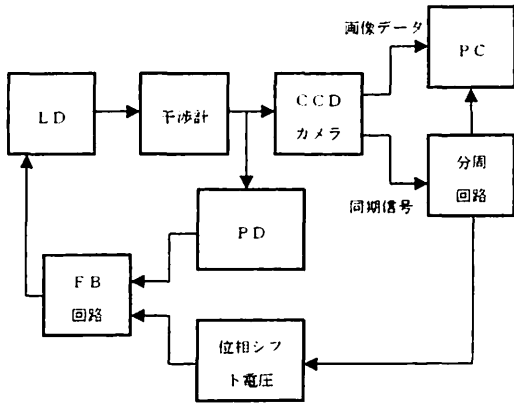 画像データ
PC
LD
干渉計
CCD
カメラ
分周
回路
同期信号
PD
FB
回路
位相シフ
ト電圧